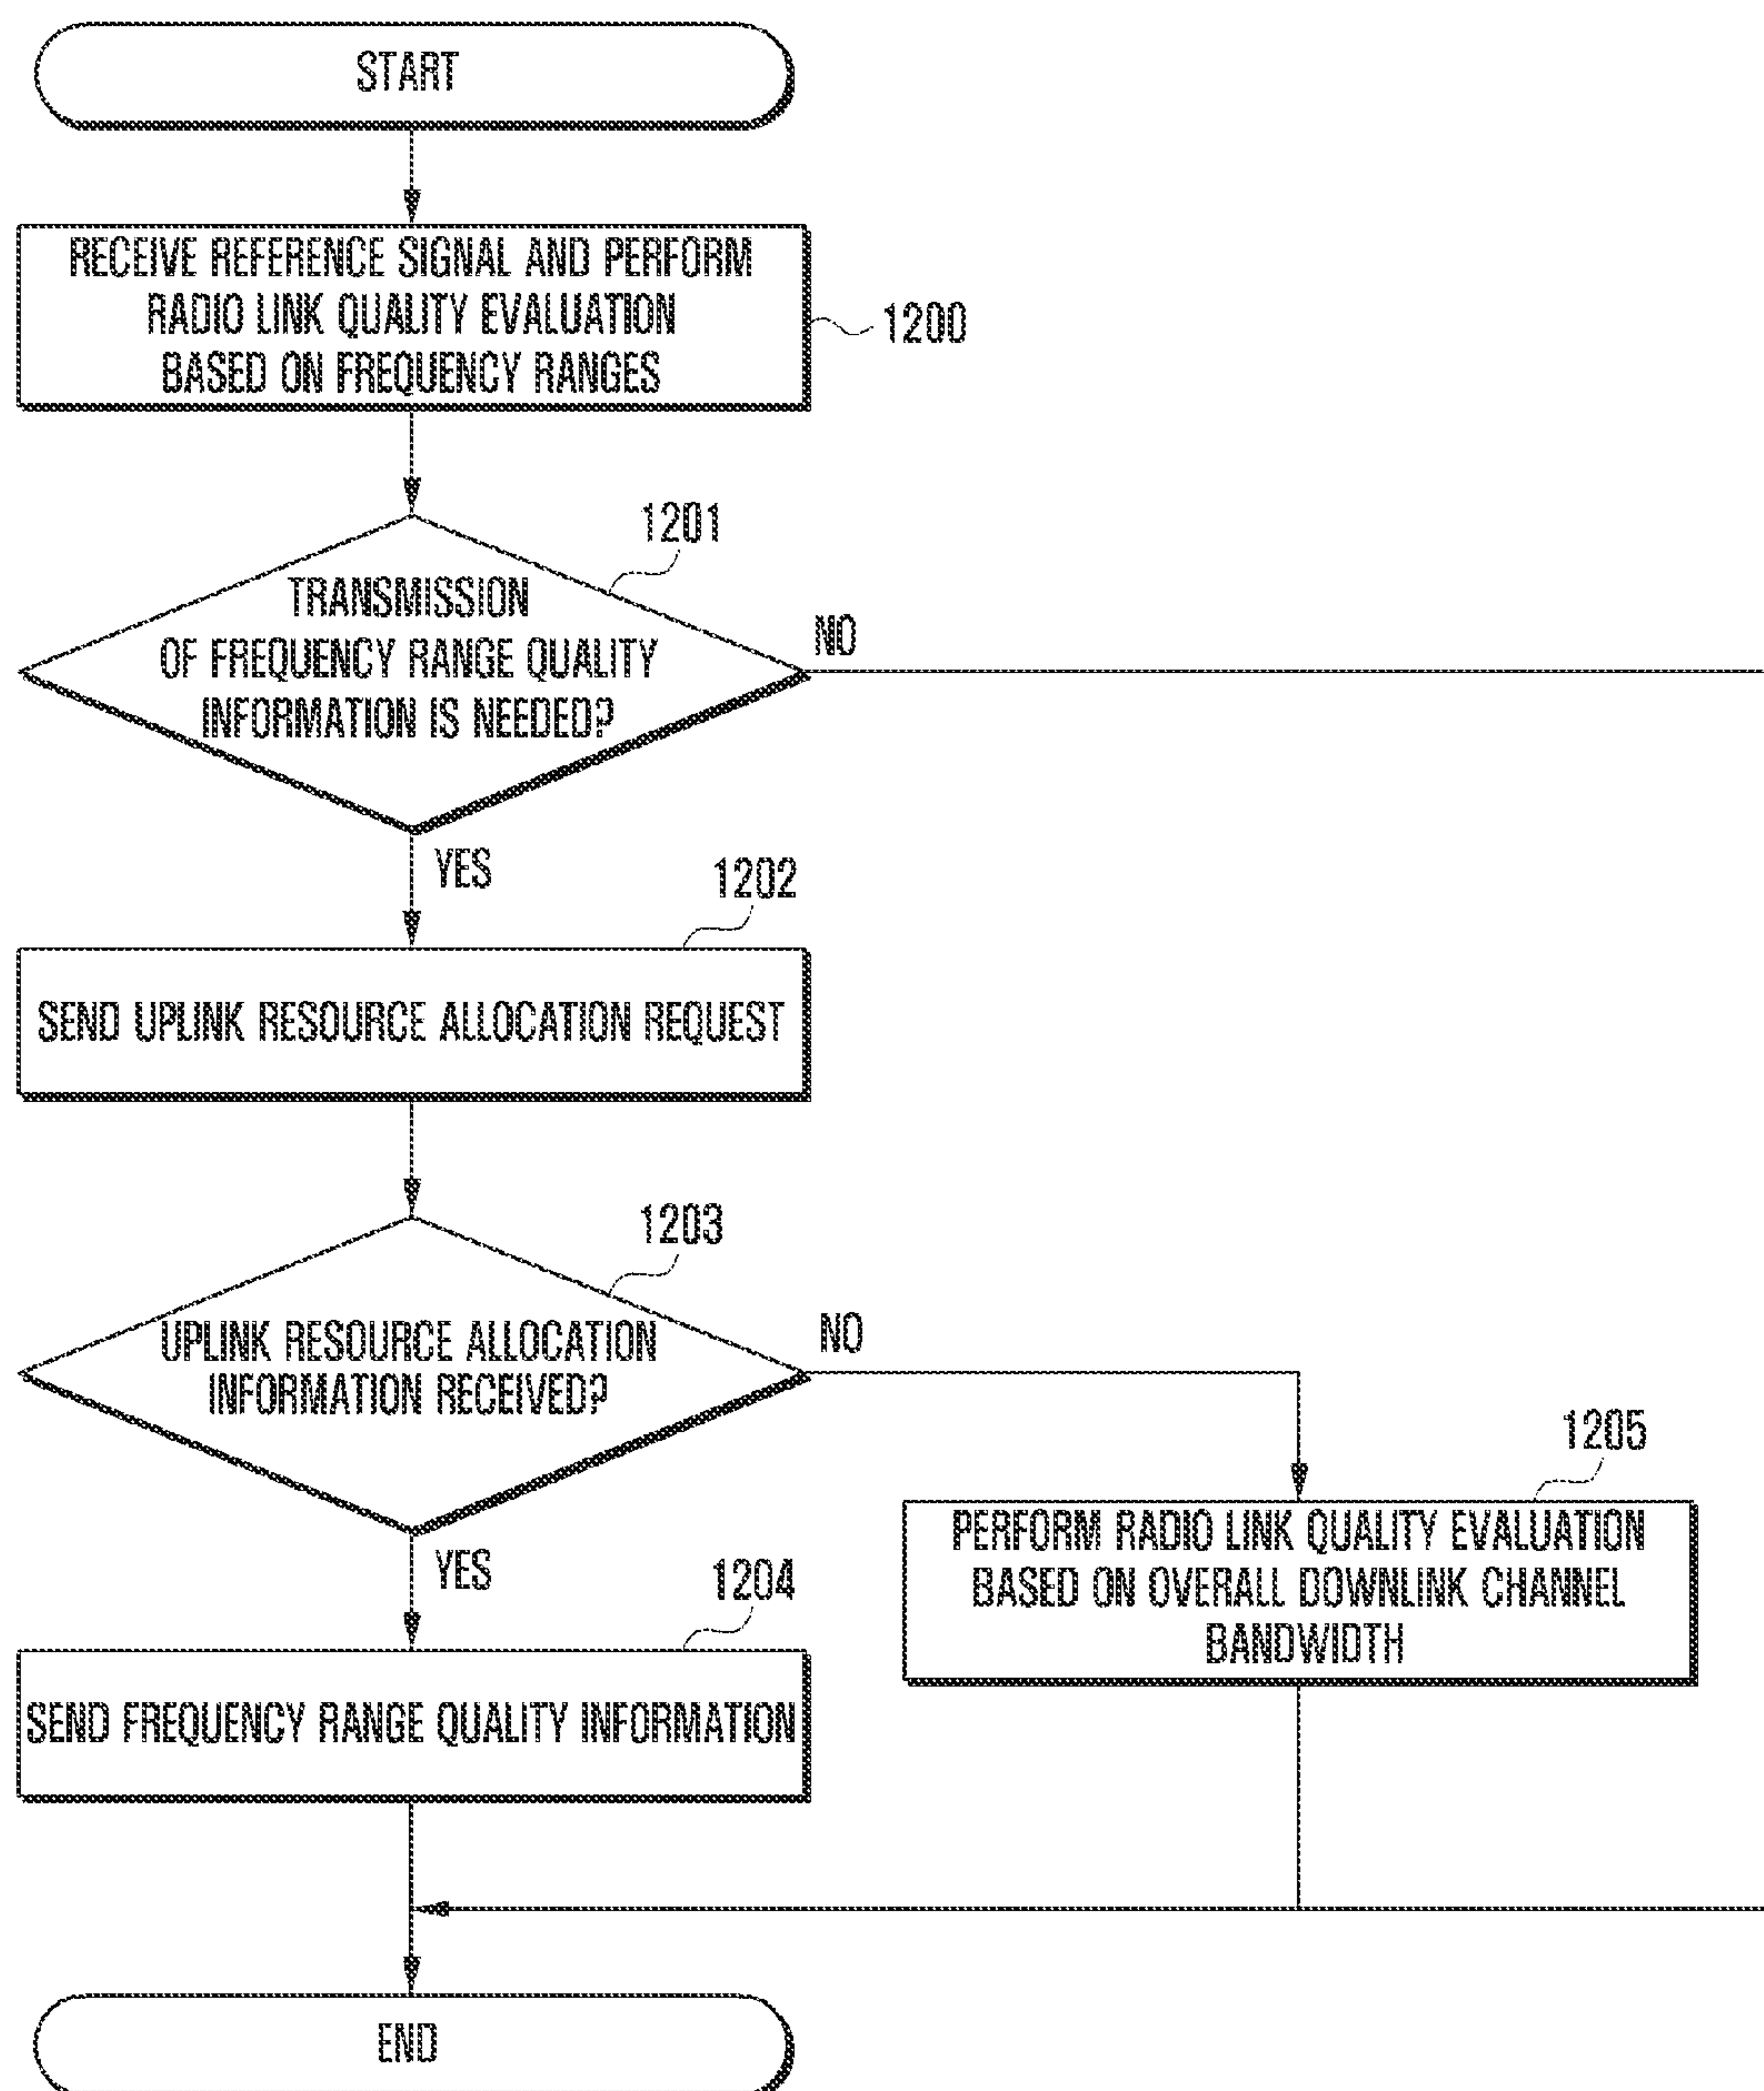 START
RECEIVE REFERENCE SIGNAL AND PERFORM
RADIO LINK QUALITY EVALUATION
BASED ON FREQUENCY RANGES
1200
1201
TRANSMISSION
OF FREQUENCY RANGE QUALITY
INFORMATION IS NEEDED?
NO
YES
1202
SEND UPLINK RESOURCE ALLOCATION REQUEST
1203
UPLINK RESOURCE ALLOCATION
INFORMATION RECEIVED?
NO
YES
1205
PERFORM RADIO LINK QUALITY EVALUATION
BASED ON OVERALL DOWNLINK CHANNEL
BANDWIDTH
1204
SEND FREQUENCY RANGE QUALITY INFORMATION
END